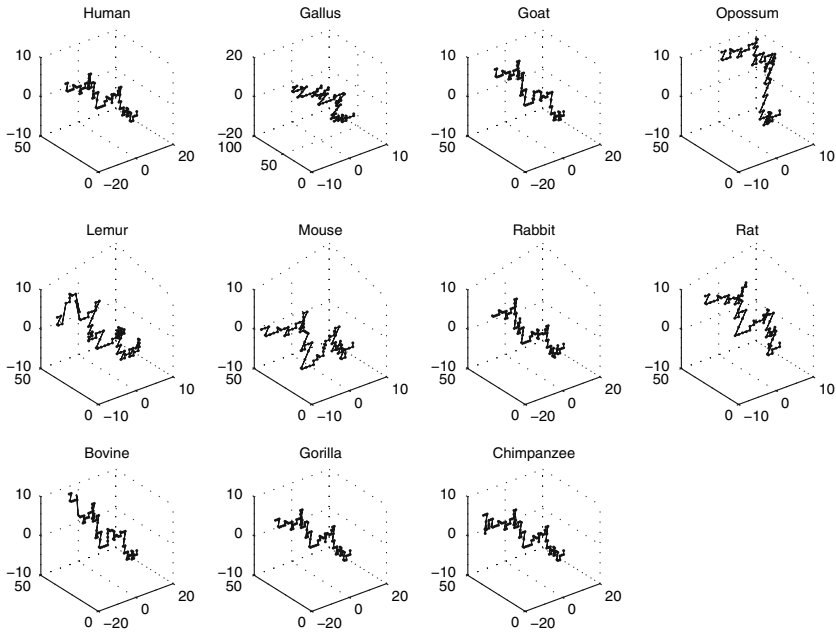 Human Gallus Goat Opossum
10 20 10 10
0 0 0 0
−10 −20 −10 −10
50 100 50 50
50
20 10 20 10
0 0 0 0
0 −20 0 −10 0 −20 0 −10
Lemur Mouse Rabbit Rat
10 10 10 10
0 0 0 0
−10 −10 −10 −10
50 50 50 50
10 10 20 10
0 0 0 0
0 −10 0 −10 0 −20 0 −10
Bovine Gorilla Chimpanzee
10 10 10
0 0 0
−10 −10 −10
50 50 50
20 20 20
0 0 0
0 −20 0 −20 0 −20